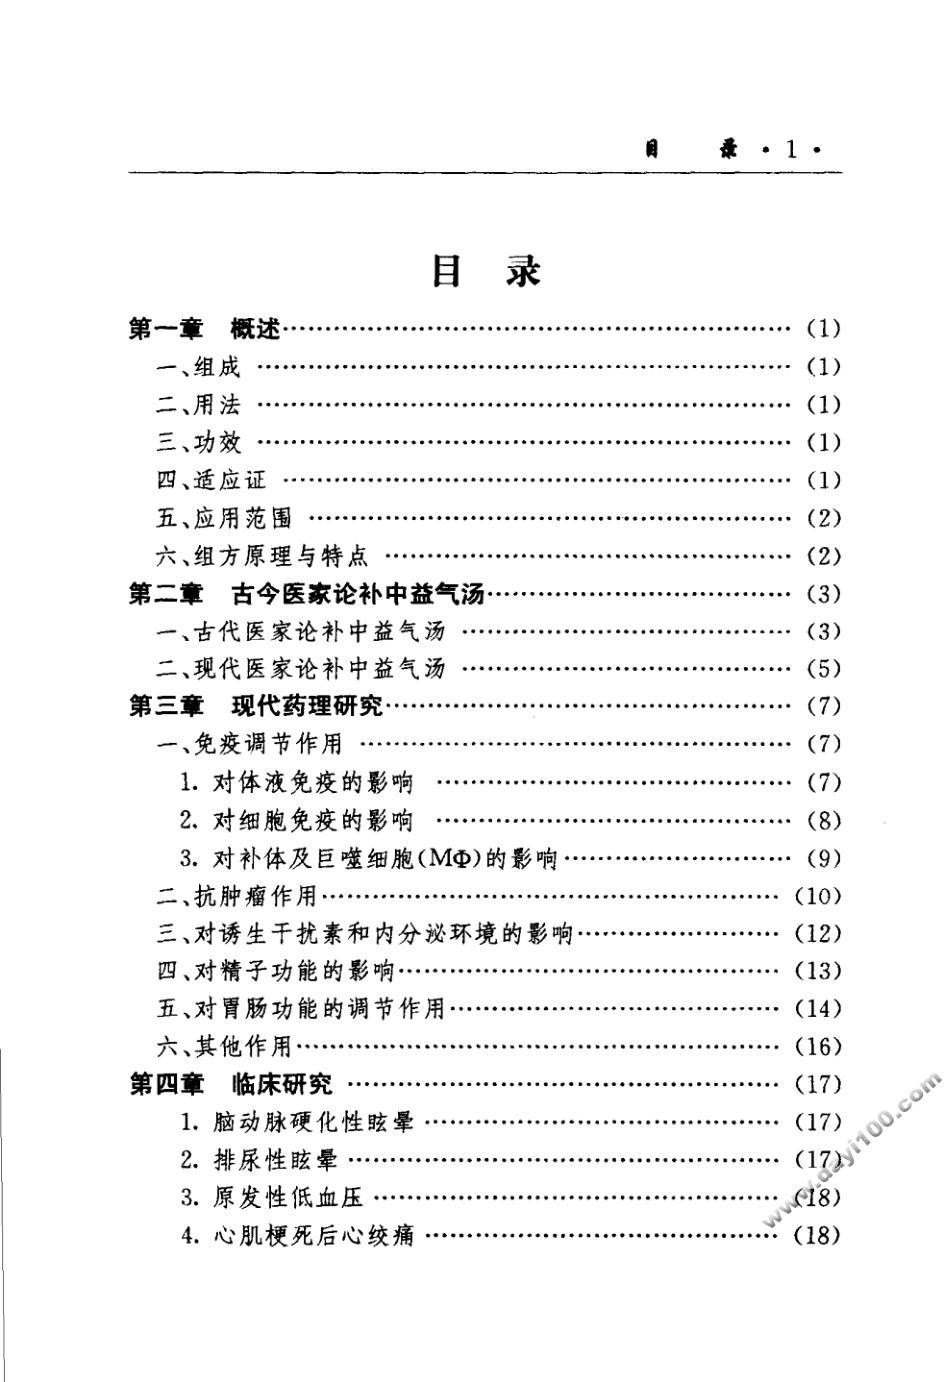 目 录 · 1 ·
目 录
第一章 概述………………………………………………………(1)
一、组成 ………………………………………………………(1)
二、用法 ………………………………………………………(1)
三、功效 ………………………………………………………(1)
四、适应证 ……………………………………………………(1)
五、应用范围 …………………………………………………(2)
六、组方原理与特点 …………………………………………(2)
第二章 古今医家论补中益气汤………………………………(3)
一、古代医家论补中益气汤 …………………………………(3)
二、现代医家论补中益气汤 …………………………………(5)
第三章 现代药理研究…………………………………………(7)
一、免疫调节作用 ……………………………………………(7)
1. 对体液免疫的影响 ……………………………………(7)
2. 对细胞免疫的影响 ……………………………………(8)
3. 对补体及巨噬细胞(MΦ)的影响………………………(9)
二、抗肿瘤作用………………………………………………(10)
三、对诱生干扰素和内分泌环境的影响……………………(12)
四、对精子功能的影响………………………………………(13)
五、对胃肠功能的调节作用…………………………………(14)
六、其他作用…………………………………………………(16)
第四章 临床研究 ……………………………………………(17)
1. 脑动脉硬化性眩晕 ……………………………………(17)
2. 排尿性眩晕 ……………………………………………(17)
3. 原发性低血压 …………………………………………(18)
4. 心肌梗死后心绞痛 ……………………………………(18)
www.dayi100.com